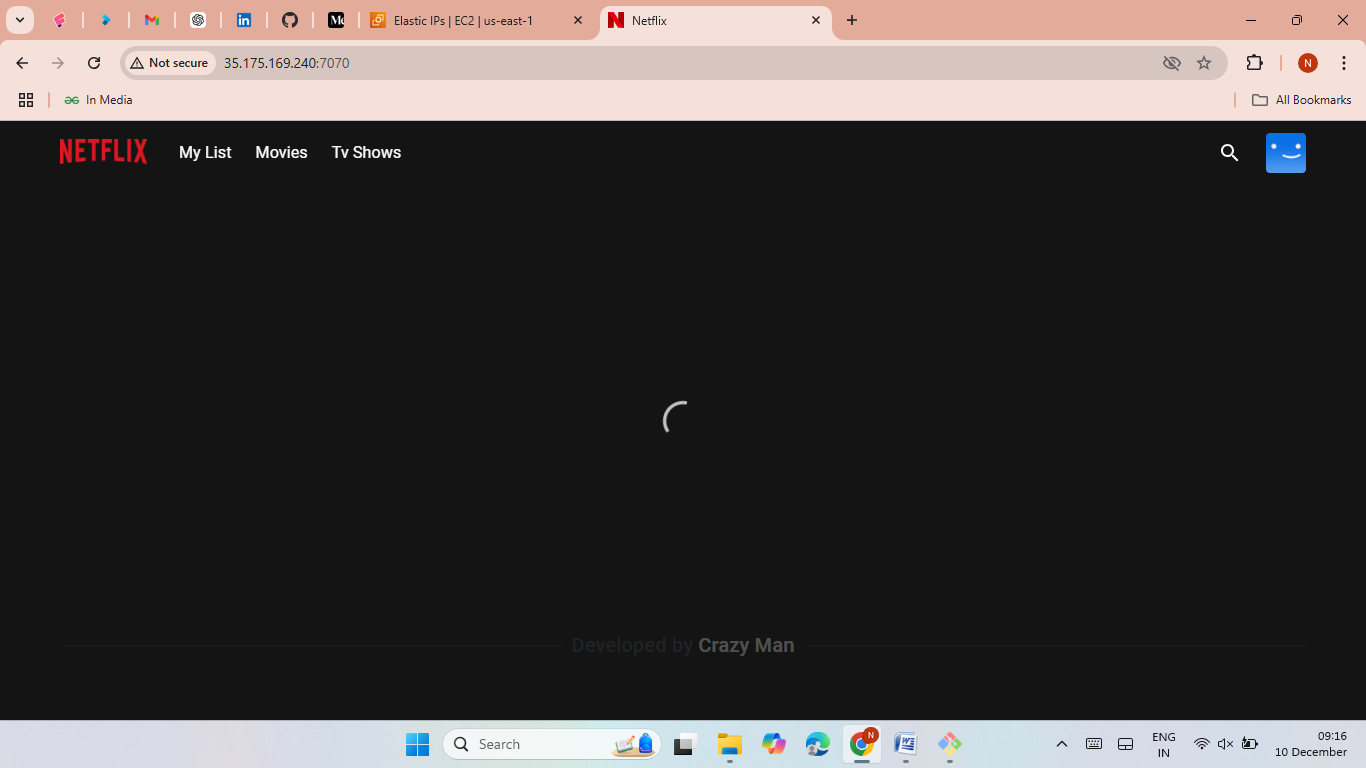 Elastic IPs | EC2 | us-east-1
Netflix
Not secure
35.175.169.240:7070
N
In Media
All Bookmarks
NETFLIX
My List
Movies
Tv Shows
Developed by Crazy Man
Search
N
ENG
IN
09:16
10 December